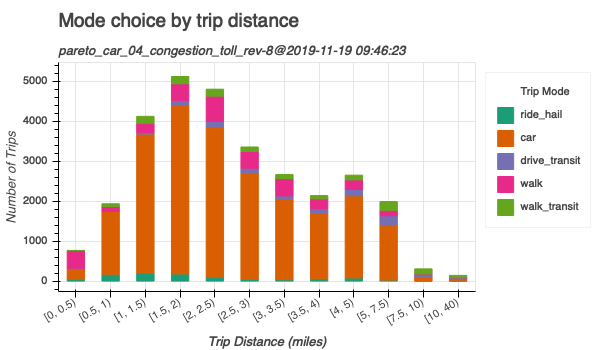 Mode choice by trip distance
pareto_car_04_congestion_toll_rev-8@2019-11-19 09:46:23
Number of Trips
5000
4000
3000
2000
1000
0
[0, 0.5)
[0.5, 1)
[1, 1.5)
[1.5, 2)
[2, 2.5)
[2.5, 3)
[3, 3.5)
[3.5, 4)
[4, 5)
[5, 7.5)
[7.5, 10)
[10, 40)
Trip Distance (miles)
Trip Mode
ride_hail
car
drive_transit
walk
walk_transit